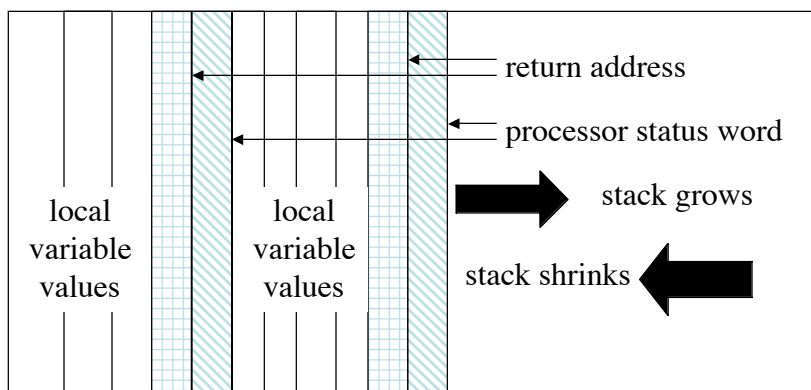 return address
processor status word
local
variable
values
local
variable
values
stack grows
stack shrinks